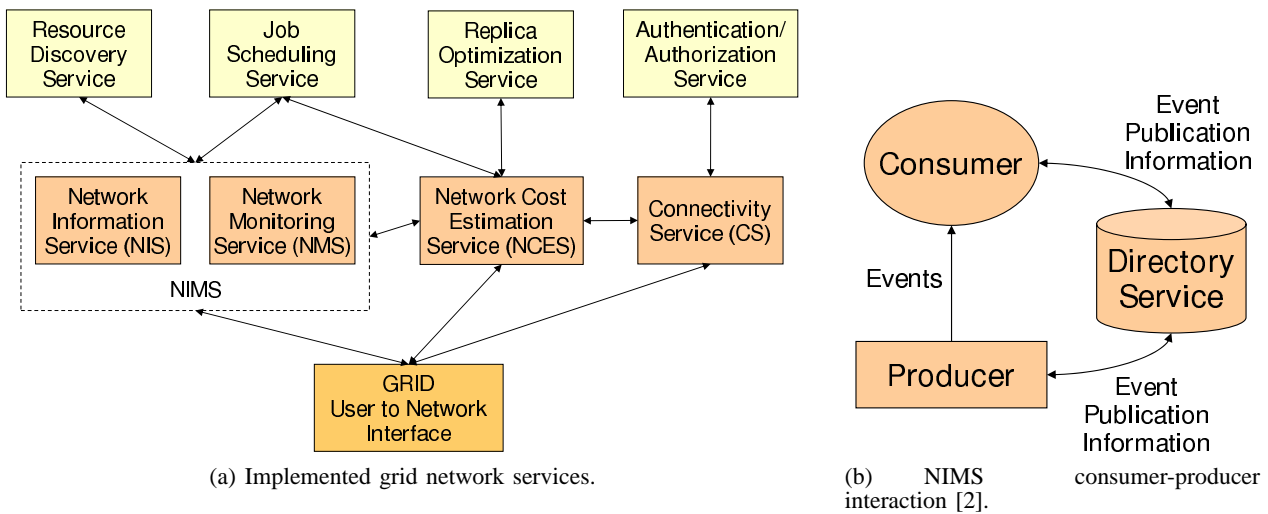 Resource
Discovery
Service
Job
Scheduling
Service
Replica
Optimization
Service
Authentication/
Authorization
Service
Network
Information
Service (NIS)
Network
Monitoring
Service (NMS)
Network Cost
Estimation
Service (NCES)
Connectivity
Service (CS)
NIMS
GRID
User to Network
Interface
(a) Implemented grid network services.
Consumer
Event
Publication
Information
Events
Directory
Service
Producer
Event
Publication
Information
(b) NIMS consumer-producer
interaction [2].